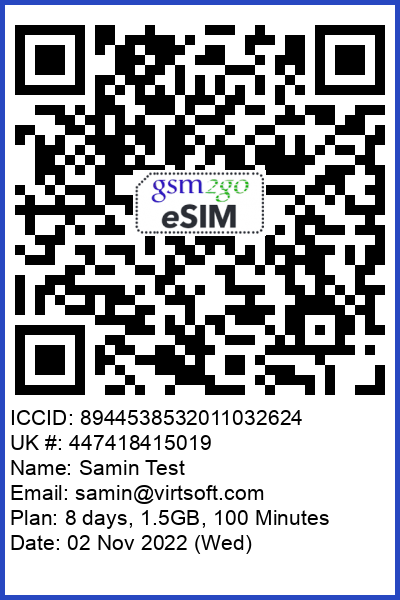 gsm2go
eSIM
ICCID: 8944538532011032624
UK #: 447418415019
Name: Samin Test
Email: samin@virtsoft.com
Plan: 8 days, 1.5GB, 100 Minutes
Date: 02 Nov 2022 (Wed)